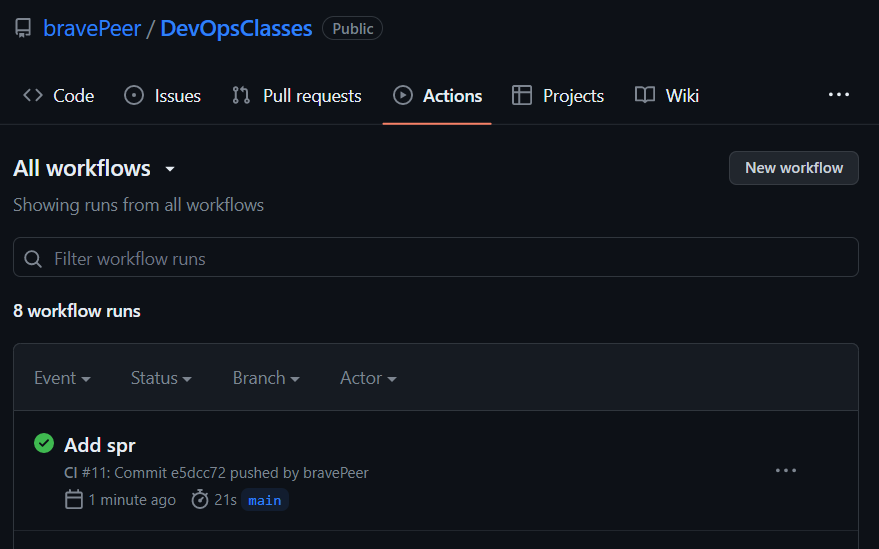 bravePeer / DevOpsClasses Public
Code Issues Pull requests Actions Projects Wiki ...
All workflows
New workflow
Showing runs from all workflows
Filter workflow runs
8 workflow runs
Event Status Branch Actor
Add spr
CI #11: Commit e5dcc72 pushed by bravePeer
1 minute ago 21s main